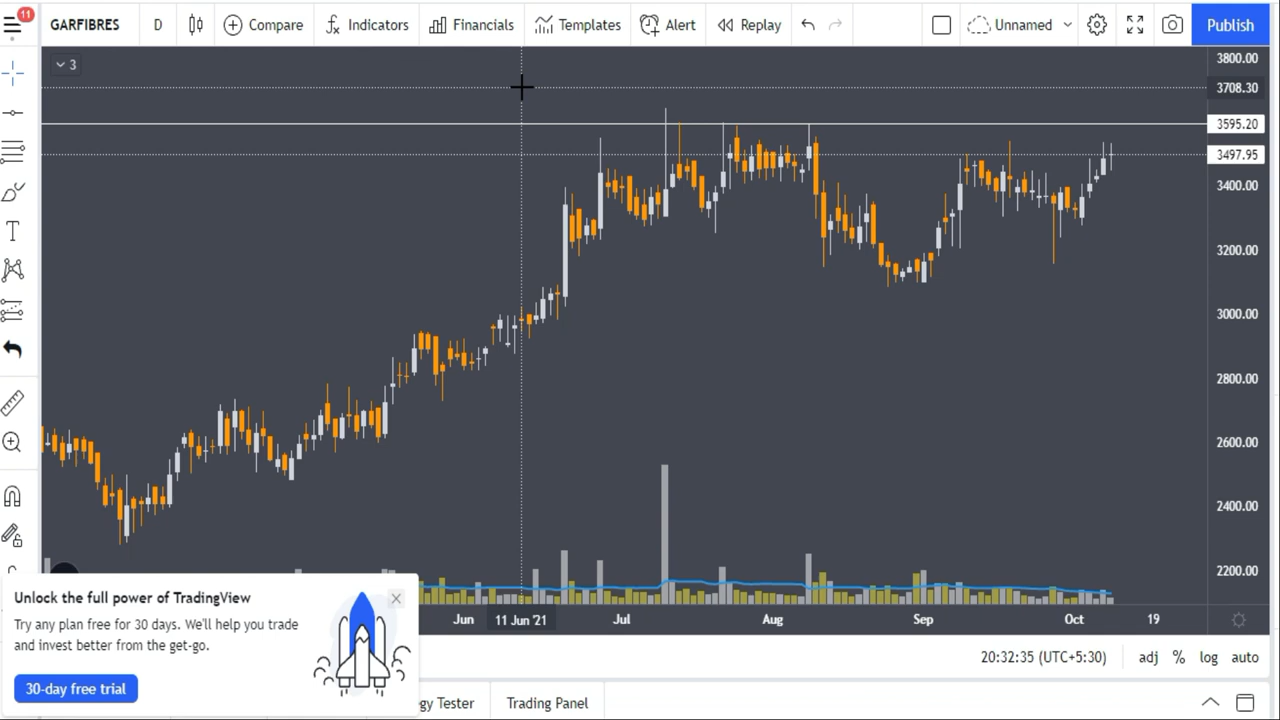 11
GARFIBRES D Compare Indicators Financials Templates Alert Replay Unnamed Publish
3
3800.00
3708.30
3595.20
3497.95
3400.00
3200.00
3000.00
2800.00
2600.00
2400.00
2200.00
Jun 11 Jun '21 Jul Aug Sep Oct 19
Unlock the full power of TradingView
Try any plan free for 30 days. We'll help you trade
and invest better from the get-go.
30-day free trial
20:32:35 (UTC+5:30) adj % log auto
gy Tester Trading Panel